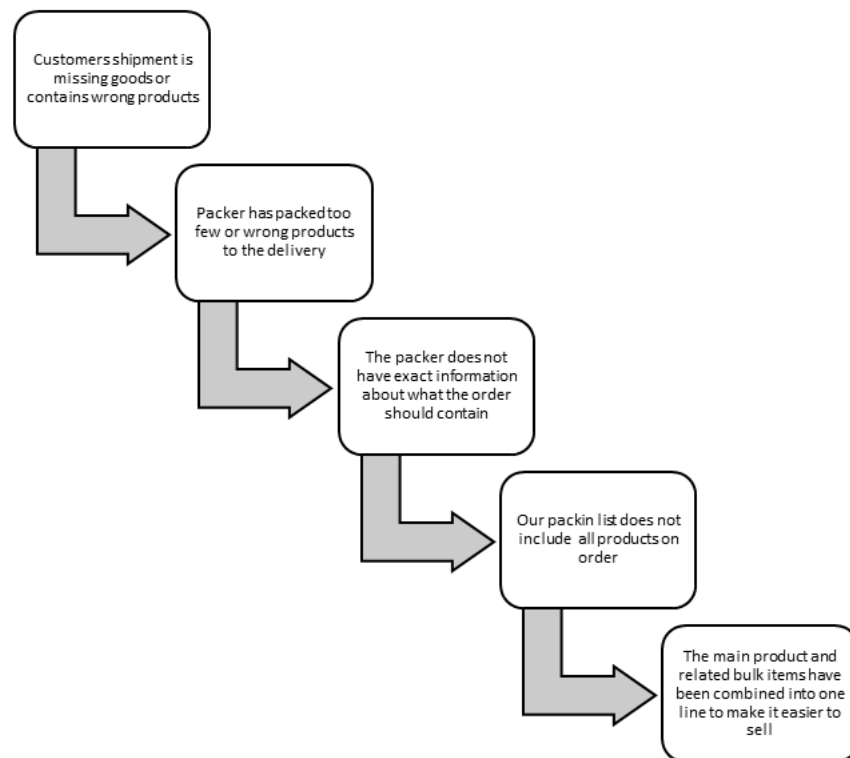 Customers shipment is
missing goods or
contains wrong products
Packer has packed too
few or wrong products
to the delivery
The packer does not
have exact information
about what the order
should contain
Our packin list does not
include all products on
order
The main product and
related bulk items have
been combined into one
line to make it easier to
sell